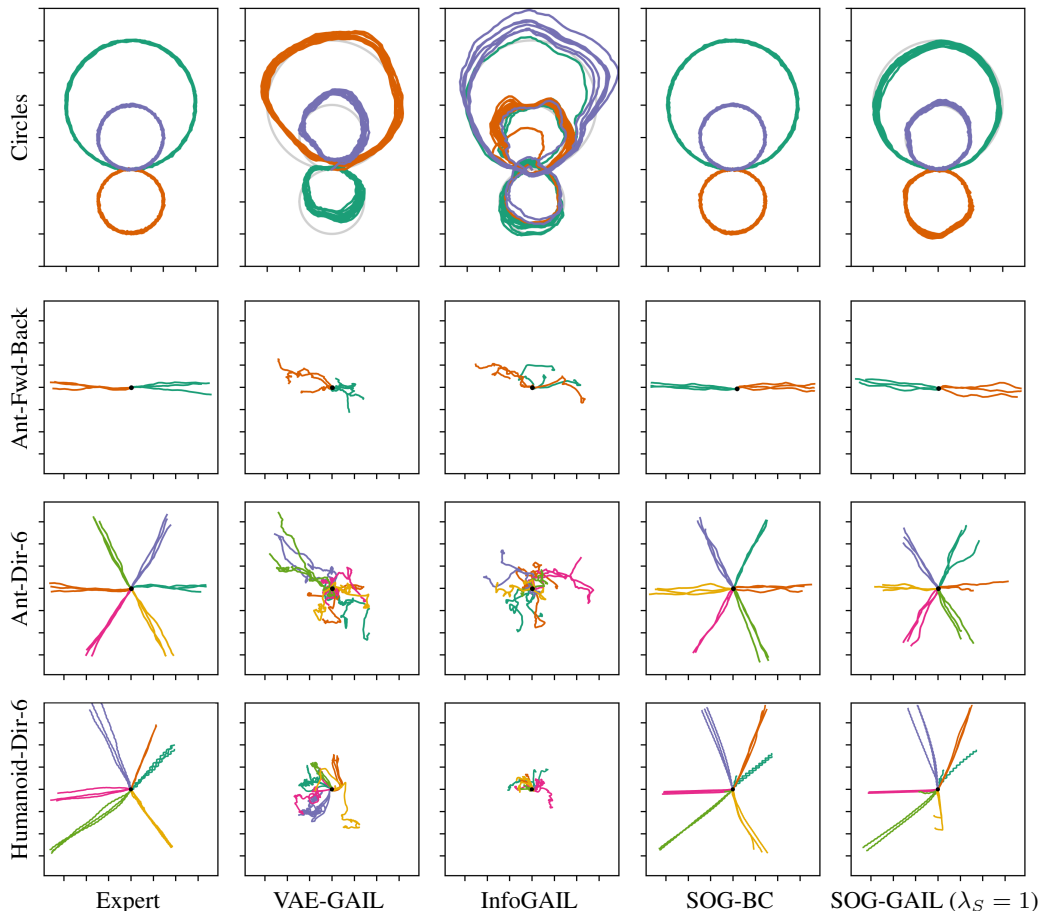 Circles
Ant-Fwd-Back
Ant-Dir-6
Humanoid-Dir-6
Expert
VAE-GAIL
InfoGAIL
SOG-BC
SOG-GAIL (λ_S = 1)